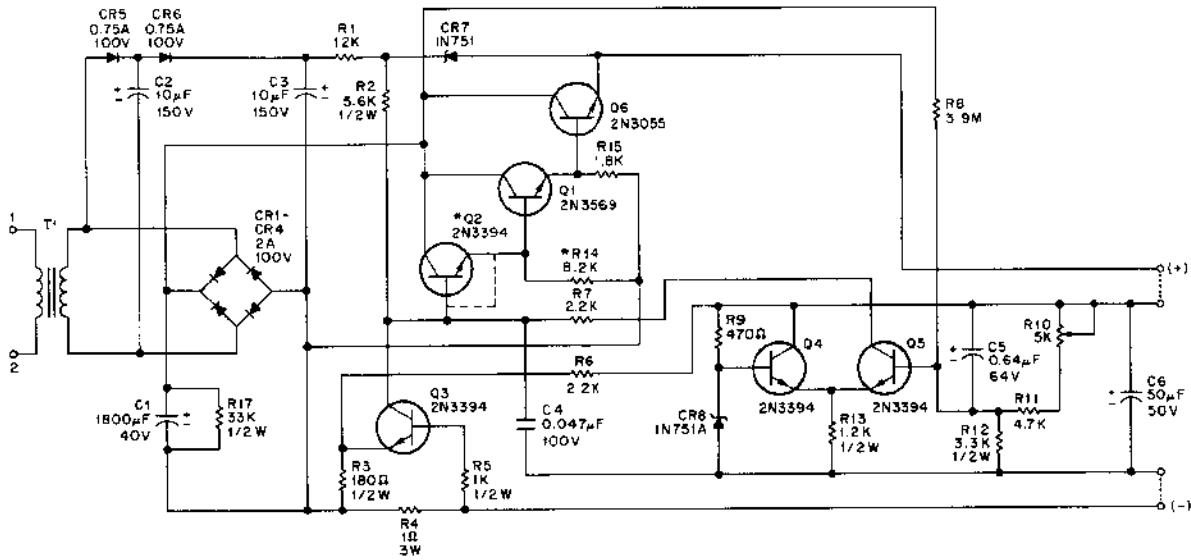 CR5
0.75A
100V
CR6
0.75A
100V
R1
12K
CR7
1N751
C2
10µF
150V
+
−
C3
10µF
150V
+
−
R2
5.6K
1/2W
Q6
2N3055
R8
3.9M
R15
1.8K
Q1
2N3569
*Q2
2N3394
1
2
CR1-
CR4
2A
100V
*R14
8.2K
R7
2.2K
(+)
R9
470Ω
Q4
2N3394
Q5
2N3394
R10
5K
C5
0.64µF
64V
+
−
C6
50µF
50V
+
−
R6
2.2K
C1
1800µF
40V
+
−
R17
33K
1/2W
Q3
2N3394
C4
0.047µF
100V
CR8
1N751A
R13
1.2K
1/2W
R11
4.7K
R12
3.3K
1/2W
R3
180Ω
1/2W
R5
1K
1/2W
R4
1Ω
3W
(−)